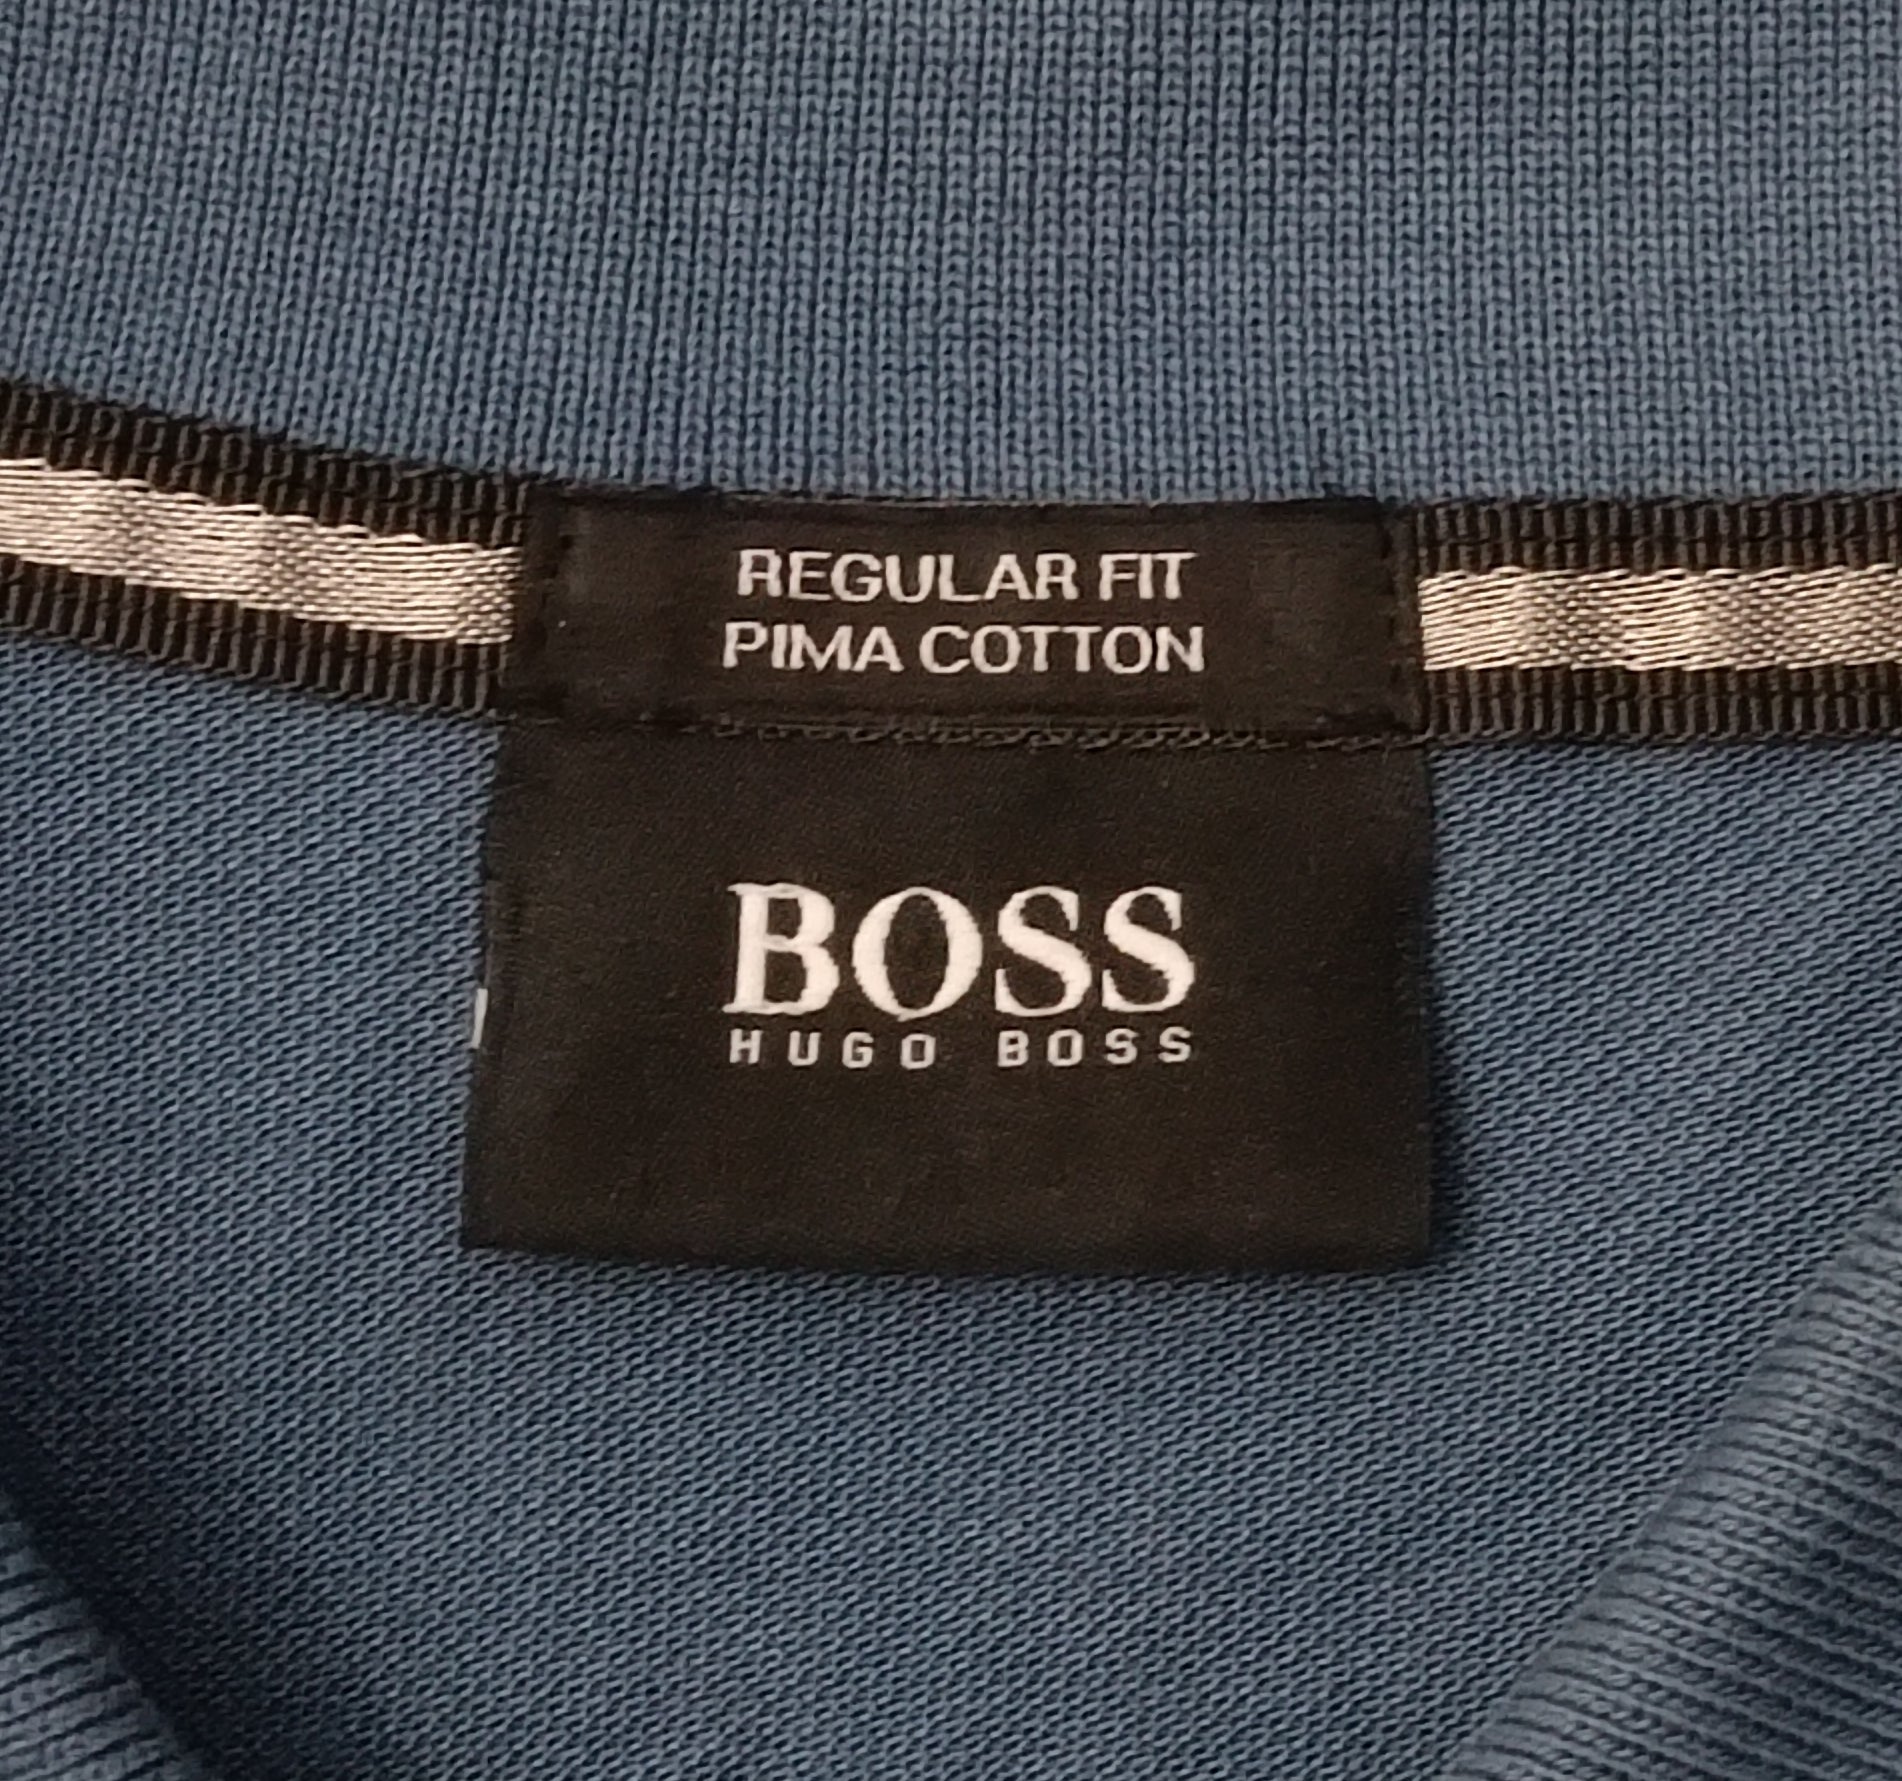 REGULAR FIT
PIMA COTTON
BOSS
HUGO BOSS